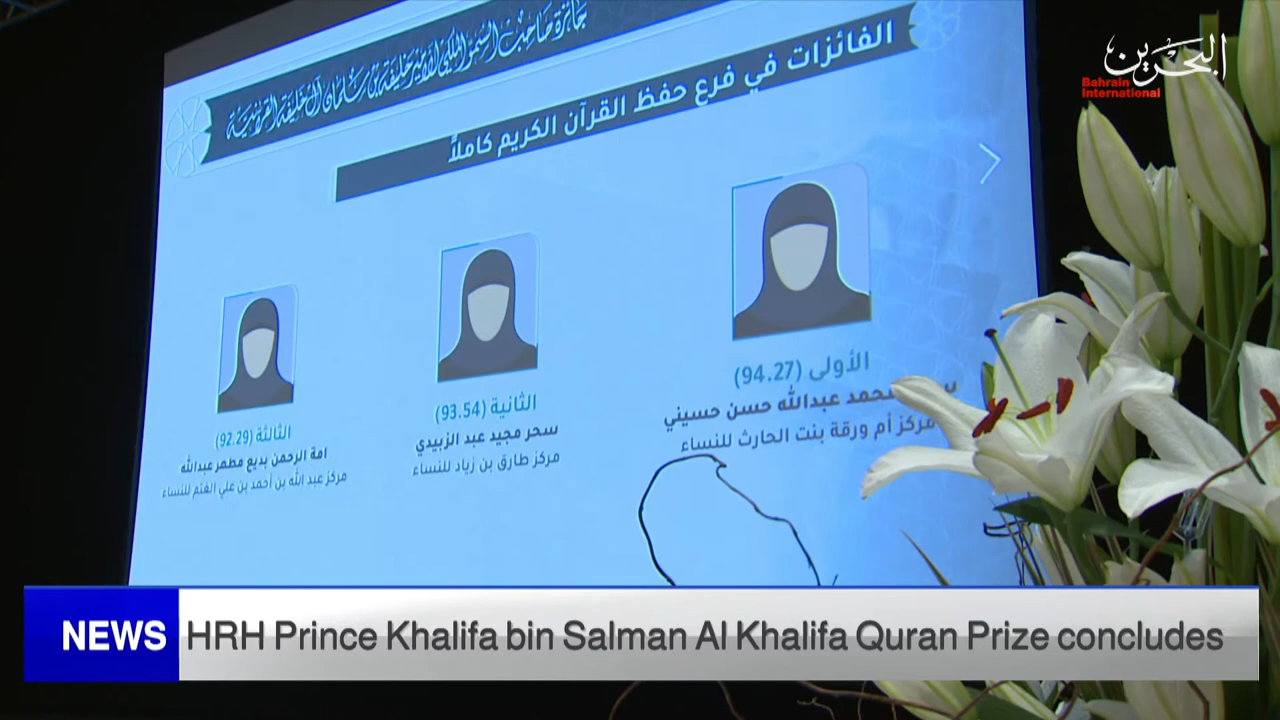 البحرين
Bahrain
International
جائزة صاحب السمو الملكي الأمير خليفة بن سلمان آل خليفة القرآنية
الفائزات في فرع حفظ القرآن الكريم كاملاً
الأولى (94.27)
محمد عبدالله حسن حسيني
مركز أم ورقة بنت الحارث للنساء
الثانية (93.54)
سحر مجيد عبد الزبيدي
مركز طارق بن زياد للنساء
الثالثة (92.29)
امة الرحمن بديع مطهر عبدالله
مركز عبد الله بن أحمد بن علي الغتم للنساء
NEWS
HRH Prince Khalifa bin Salman Al Khalifa Quran Prize concludes